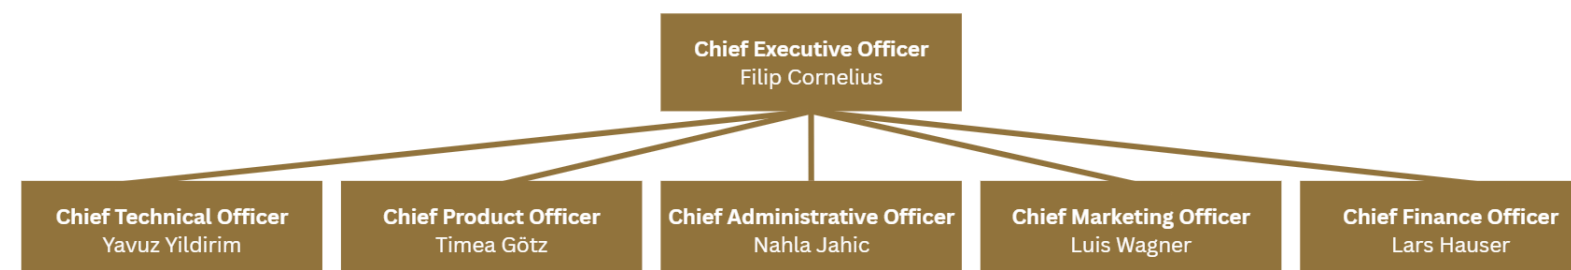 Chief Executive Officer
Filip Cornelius
Chief Technical Officer
Yavuz Yildirim
Chief Product Officer
Timea Götz
Chief Administrative Officer
Nahla Jahic
Chief Marketing Officer
Luis Wagner
Chief Finance Officer
Lars Hauser